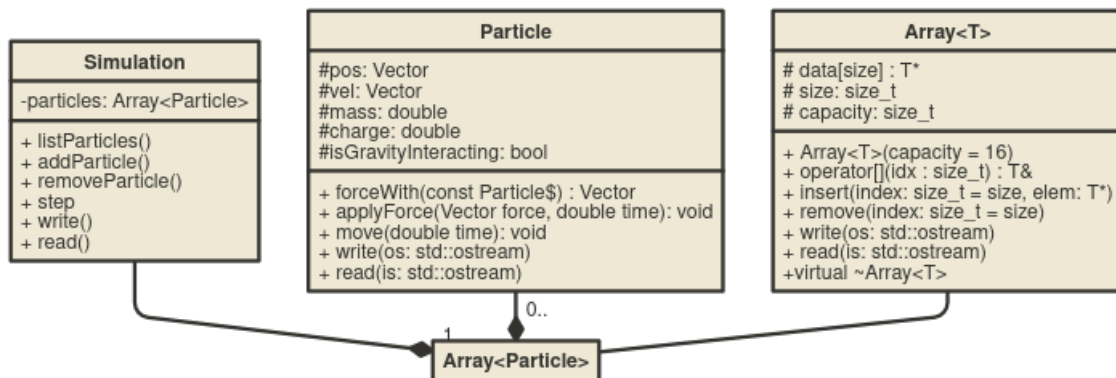 Simulation
-particles: Array<Particle>
+ listParticles()
+ addParticle()
+ removeParticle()
+ step
+ write()
+ read()
Particle
#pos: Vector
#vel: Vector
#mass: double
#charge: double
#isGravityInteracting: bool
+ forceWith(const Particle$) : Vector
+ applyForce(Vector force, double time): void
+ move(double time): void
+ write(os: std::ostream)
+ read(is: std::ostream)
Array<T>
# data[size] : T*
# size: size_t
# capacity: size_t
+ Array<T>(capacity = 16)
+ operator[](idx : size_t) : T&
+ insert(index: size_t = size, elem: T*)
+ remove(index: size_t = size)
+ write(os: std::ostream)
+ read(is: std::ostream)
+virtual ~Array<T>
0..
1
Array<Particle>